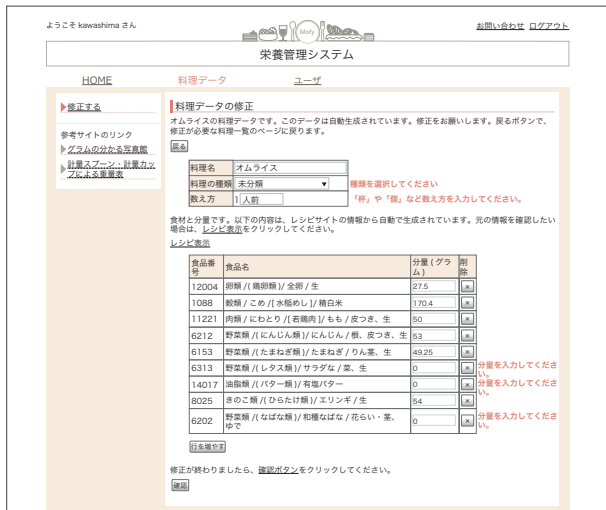 ようこそ kawashima さん
Mofy
お問い合わせ ログアウト
栄養管理システム
HOME 料理データ ユーザ
修正する
参考サイトのリンク
グラムの分かる写真館
計量スプーン・計量カッ
プによる重量表
料理データの修正
オムライスの料理データです。このデータは自動生成されています。修正をお願いします。戻るボタンで、
修正が必要な料理一覧のページに戻ります。
戻る
料理名 オムライス
料理の種類 未分類 ▼ 種類を選択してください
数え方 1 人前 「杯」や「個」など数え方を入力してください。
食材と分量です。以下の内容は、レシピサイトの情報から自動で生成されています。元の情報を確認したい
場合は、レシピ表示をクリックしてください。
レシピ表示
食品番号 食品名 分量 ( グラム ) 削除
12004 卵類 /( 鶏卵類 )/ 全卵 / 生 27.5 ×
1088 穀類 / こめ /[ 水稲めし ]/ 精白米 170.4 ×
11221 肉類 / にわとり /[ 若鶏肉 ]/ もも / 皮つき、生 50 ×
6212 野菜類 /( にんじん類 )/ にんじん / 根、皮つき、生 53 ×
6153 野菜類 /( たまねぎ類 )/ たまねぎ / りん茎、生 49.25 ×
6313 野菜類 /( レタス類 )/ サラダな / 葉、生 0 × 分量を入力してください。
14017 油脂類 /( バター類 )/ 有塩バター 0 × 分量を入力してください。
8025 きのこ類 /( ひらたけ類 )/ エリンギ / 生 54 ×
6202 野菜類 /( なばな類 )/ 和種なばな / 花らい・茎、ゆで 0 × 分量を入力してください。
行を増やす
修正が終わりましたら、確認ボタンをクリックしてください。
確認